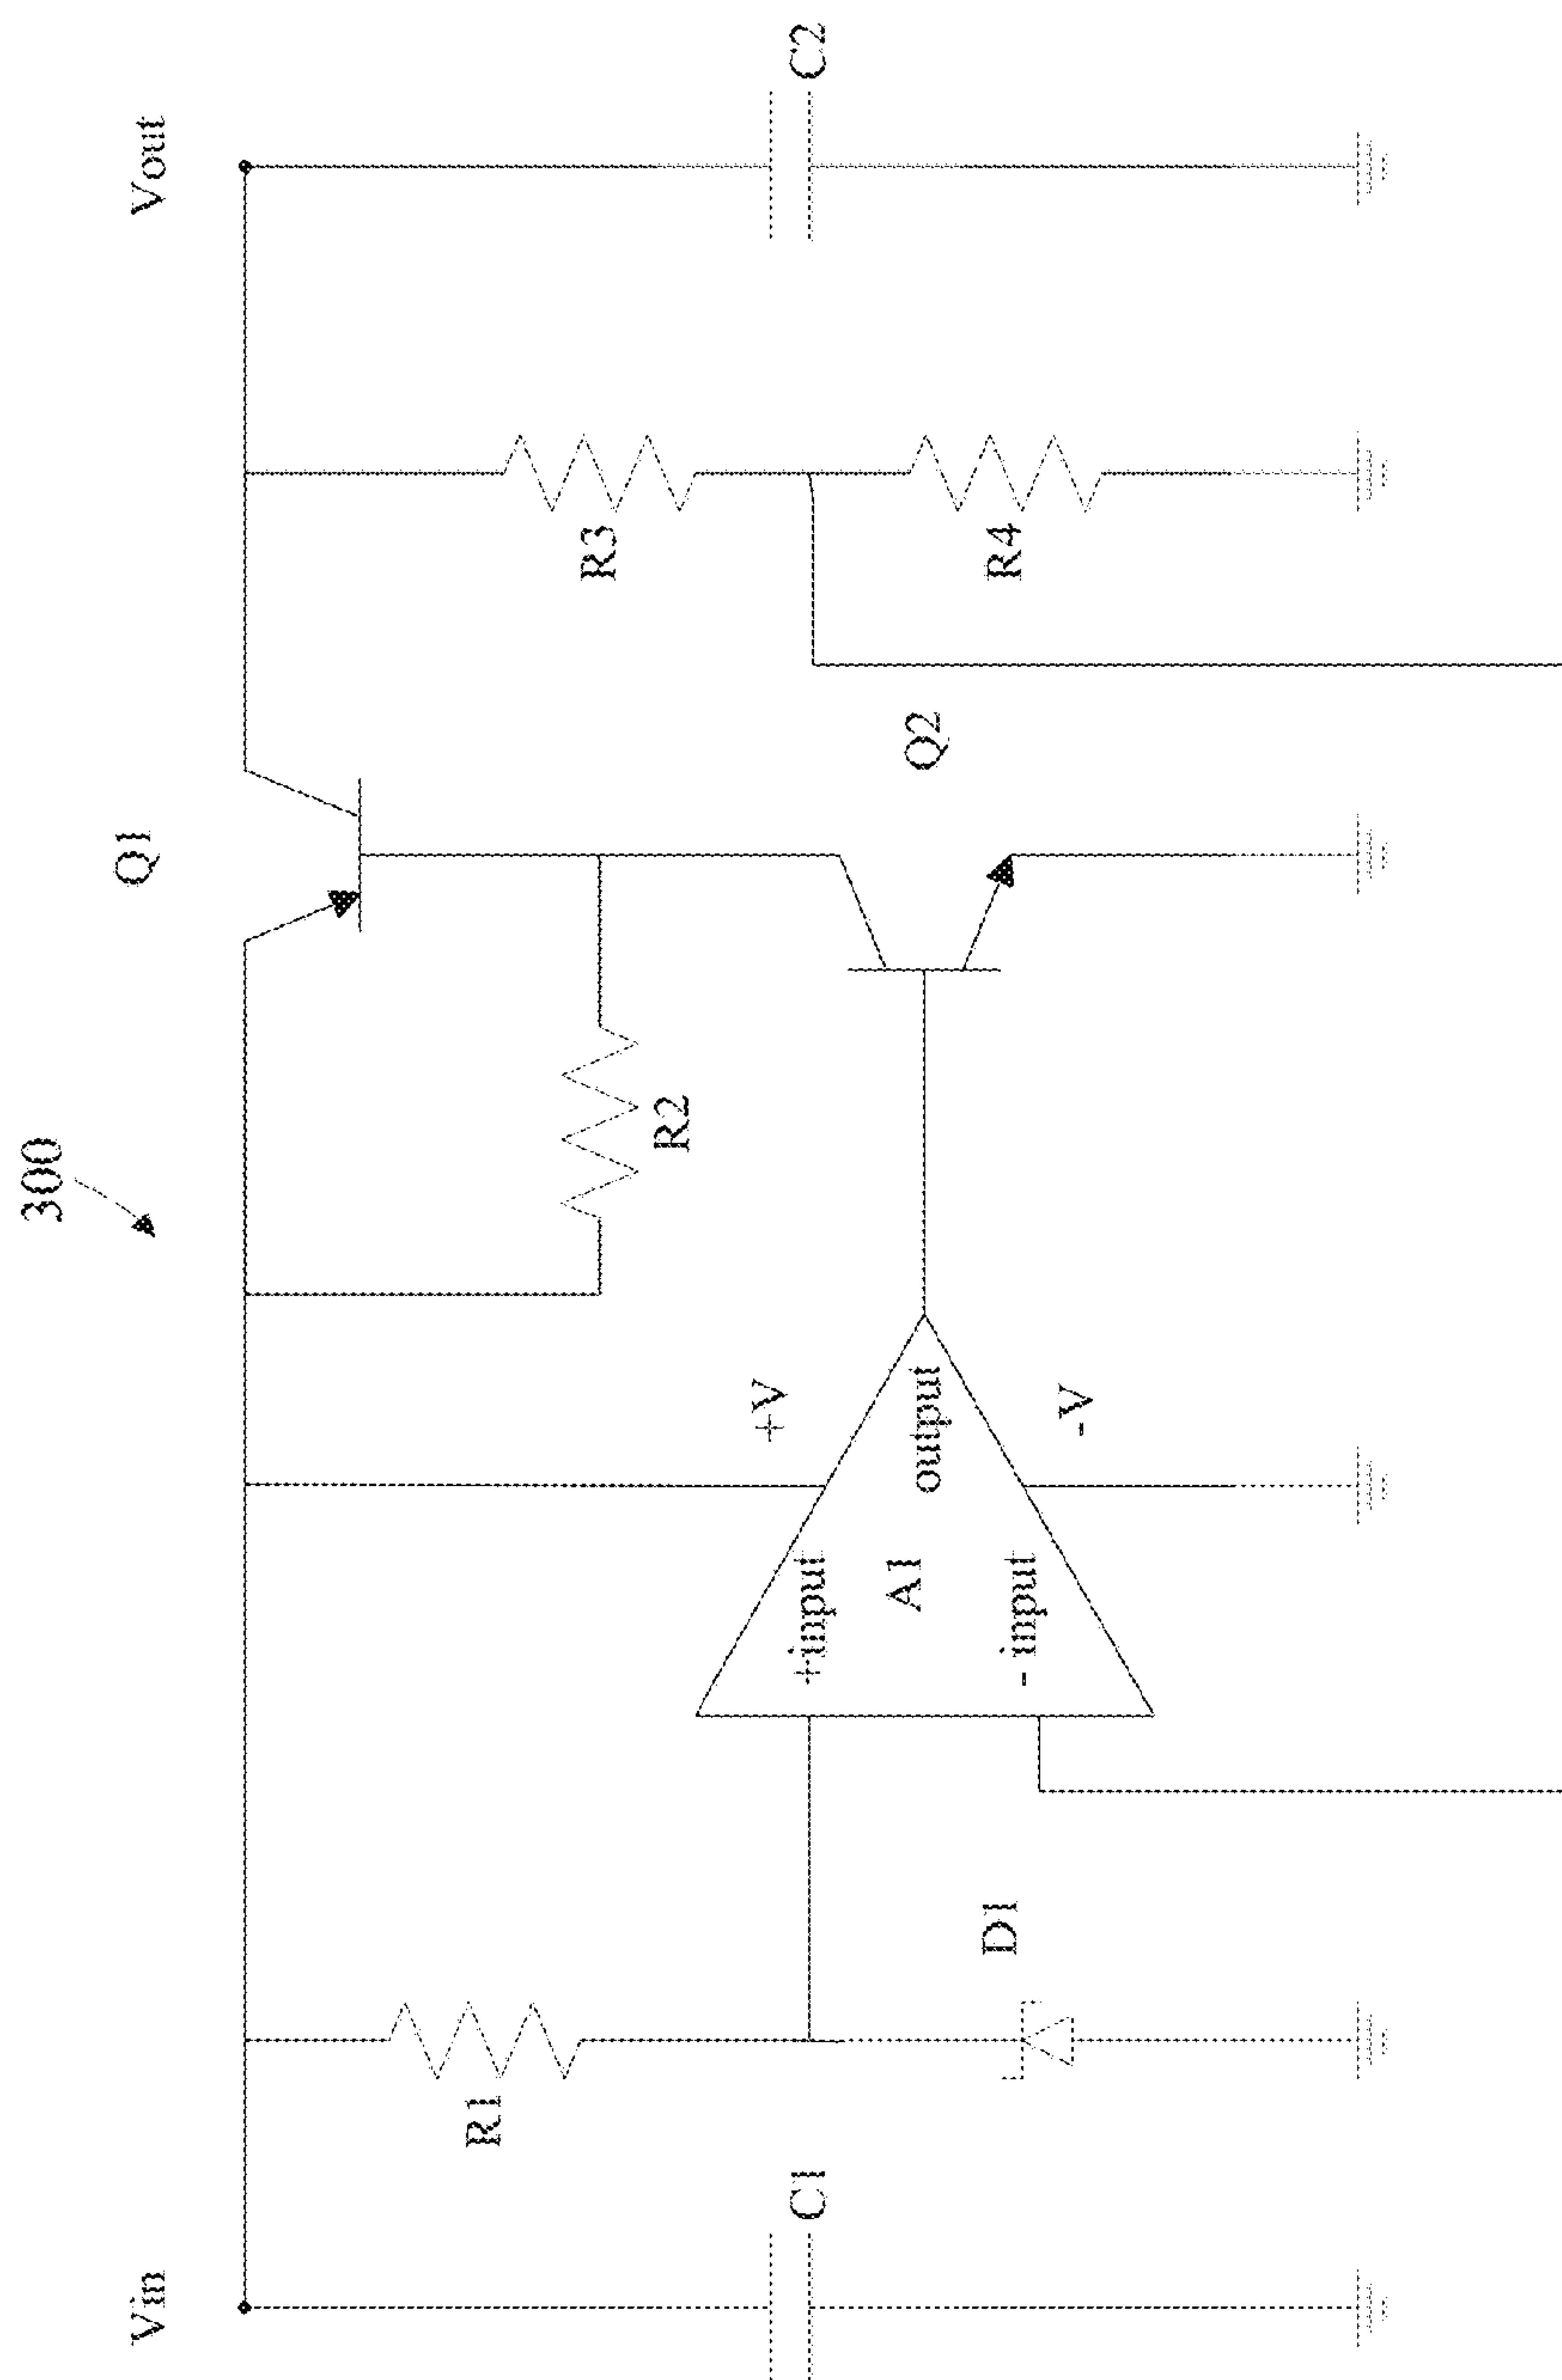 300
Vin
Q1
Vout
R1
R2
R3
C1
C2
+V
+input
A1
output
- input
-V
D1
Q2
R4